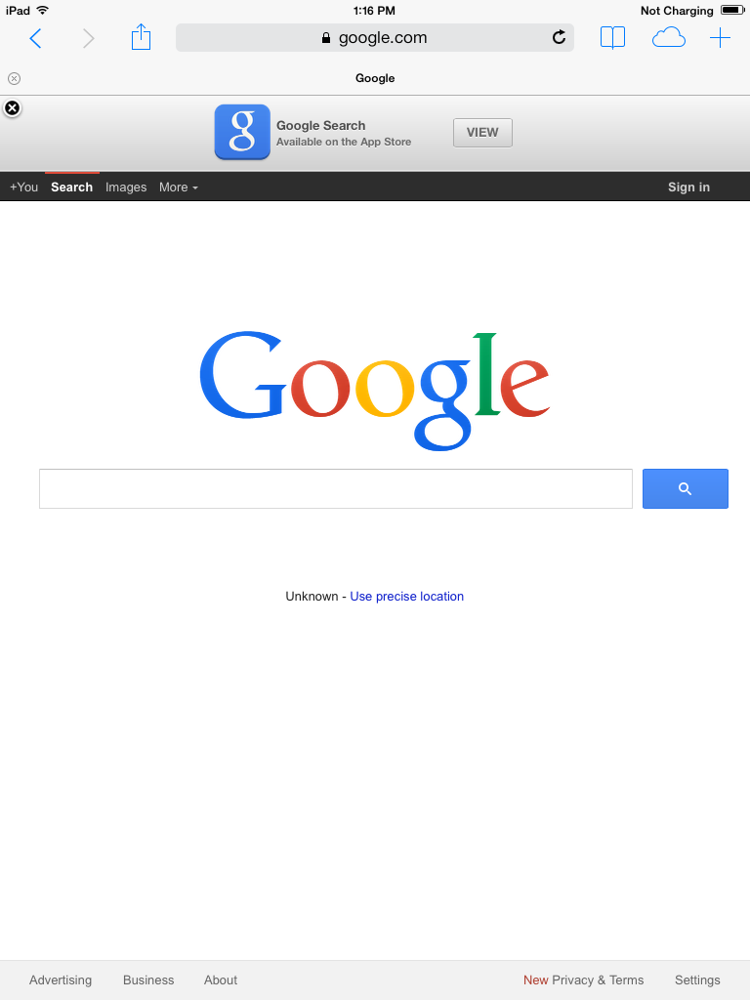 iPad 1:16 PM Not Charging
google.com
Google
g
Google Search
Available on the App Store
VIEW
+You Search Images More Sign in
Google
Unknown - Use precise location
Advertising Business About New Privacy & Terms Settings